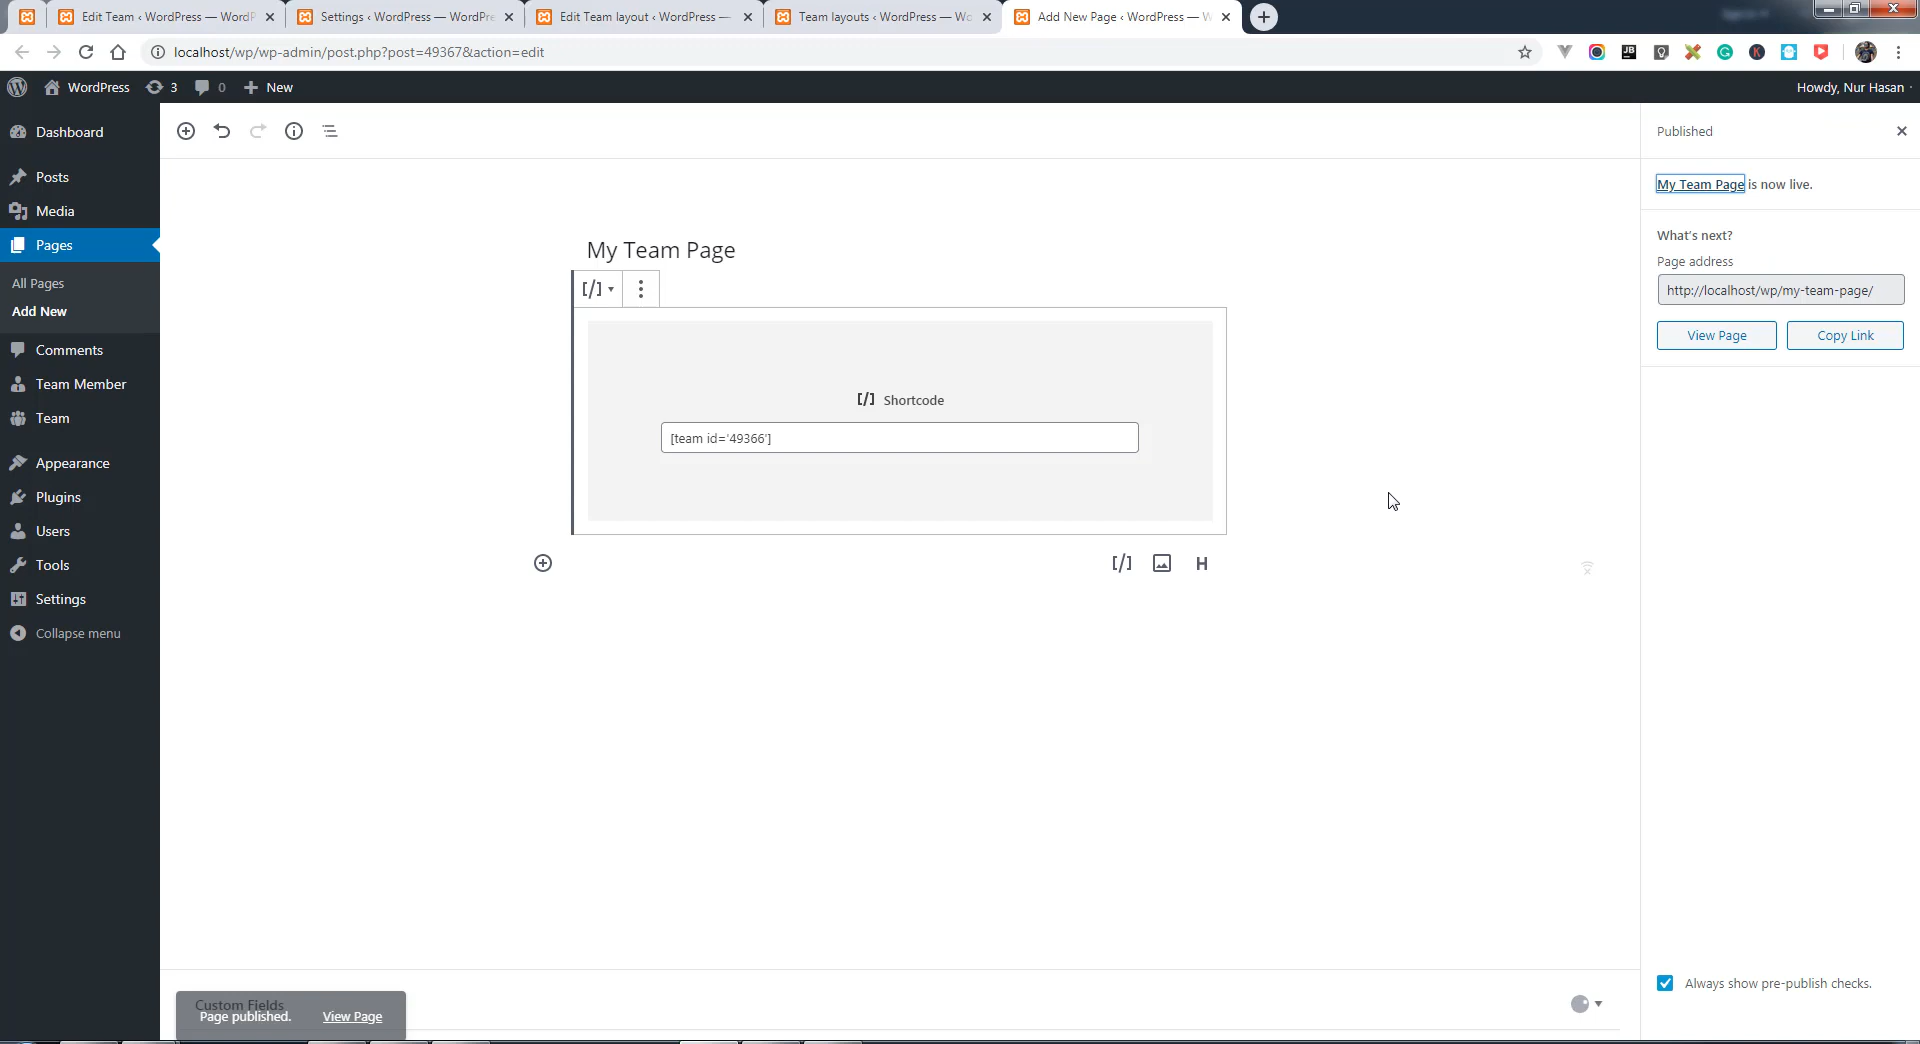 Edit Team ‹ WordPress — WordP
Settings ‹ WordPress — WordPre
Edit Team layout ‹ WordPress —
Team layouts ‹ WordPress — Wo
Add New Page ‹ WordPress — W
localhost/wp/wp-admin/post.php?post=49367&action=edit
WordPress
3
0
New
Howdy, Nur Hasan
Dashboard
Posts
Media
Pages
All Pages
Add New
Comments
Team Member
Team
Appearance
Plugins
Users
Tools
Settings
Collapse menu
My Team Page
[/]
[/] Shortcode
[team id='49366']
[/]
H
Custom Fields
Page published. View Page
Published
My Team Page is now live.
What's next?
Page address
http://localhost/wp/my-team-page/
View Page
Copy Link
Always show pre-publish checks.